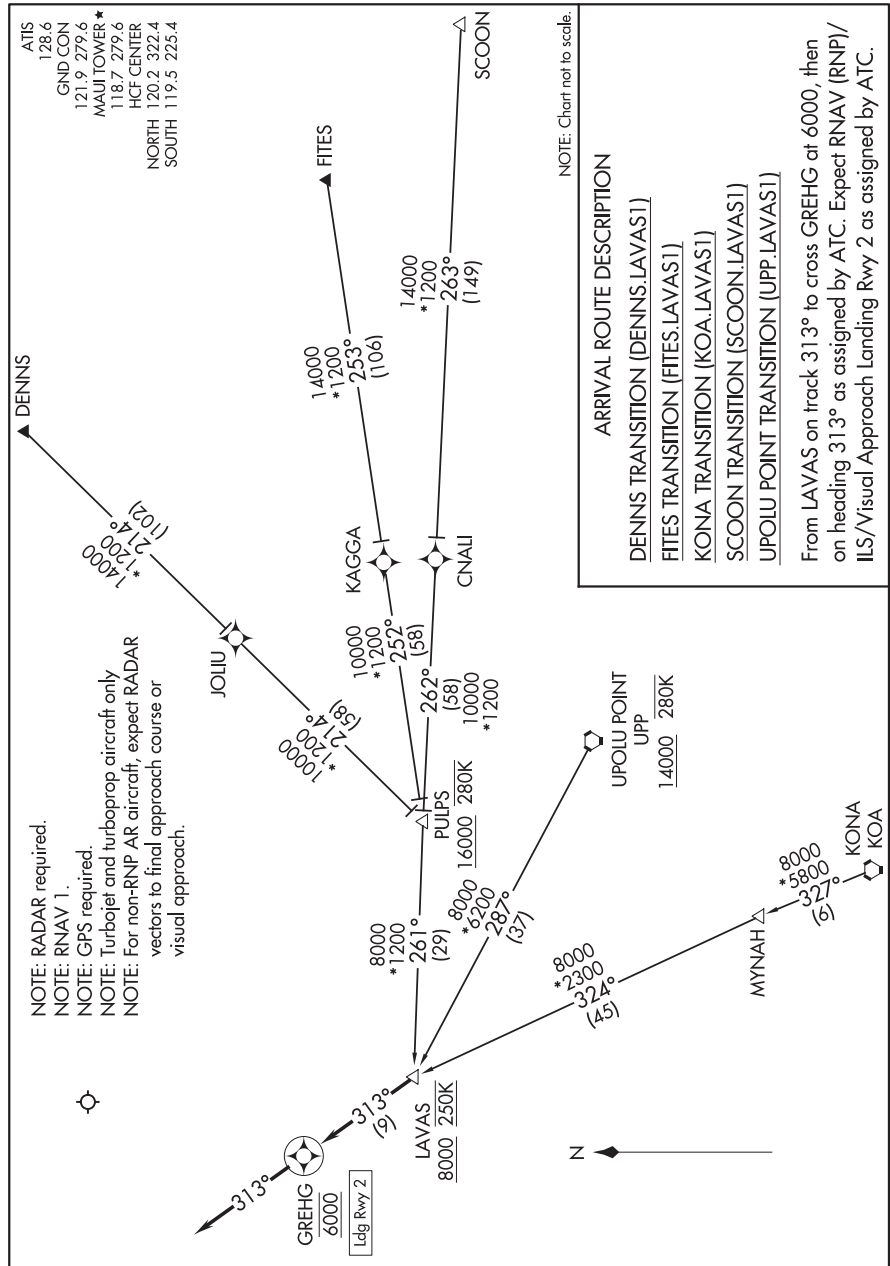 ATIS
128.6
GND CON
121.9 279.6
MAUI TOWER ★
118.7 279.6
HCF CENTER
NORTH 120.2 322.4
SOUTH 119.5 225.4
NOTE: RADAR required.
NOTE: RNAV 1.
NOTE: GPS required.
NOTE: Turbojet and turboprop aircraft only
NOTE: For non-RNP AR aircraft, expect RADAR
vectors to final approach course or
visual approach.
DENNS
14000
*1200
214°
(102)
JOLIU
10000
*1200
214°
(58)
FITES
14000
*1200
253°
(106)
KAGGA
10000
*1200
252°
(58)
SCOON
14000
*1200
263°
(149)
CNALI
262°
(58)
10000
*1200
PULPS
16000 280K
8000
*1200
261°
(29)
UPOLU POINT
UPP
14000 280K
8000
*6200
287°
(37)
KONA
KOA
8000
*5800
327°
(6)
MYNAH
8000
*2300
324°
(45)
LAVAS
8000 250K
313°
(9)
GREHG
6000
Ldg Rwy 2
313°
N
NOTE: Chart not to scale.
ARRIVAL ROUTE DESCRIPTION
DENNS TRANSITION (DENNS.LAVAS1)
FITES TRANSITION (FITES.LAVAS1)
KONA TRANSITION (KOA.LAVAS1)
SCOON TRANSITION (SCOON.LAVAS1)
UPOLU POINT TRANSITION (UPP.LAVAS1)
From LAVAS on track 313° to cross GREHG at 6000, then
on heading 313° as assigned by ATC. Expect RNAV (RNP)/
ILS/Visual Approach Landing Rwy 2 as assigned by ATC.